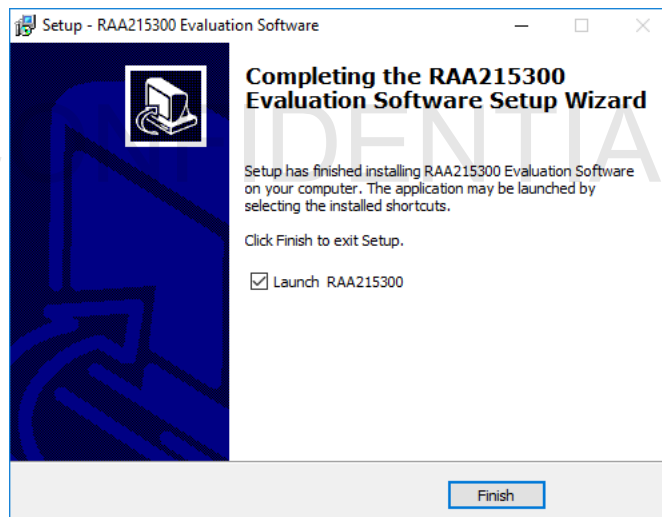 Setup - RAA215300 Evaluation Software
Completing the RAA215300
Evaluation Software Setup Wizard
NFIDENTIA
Setup has finished installing RAA215300 Evaluation Software
on your computer. The application may be launched by
selecting the installed shortcuts.
Click Finish to exit Setup.
Launch RAA215300
Finish